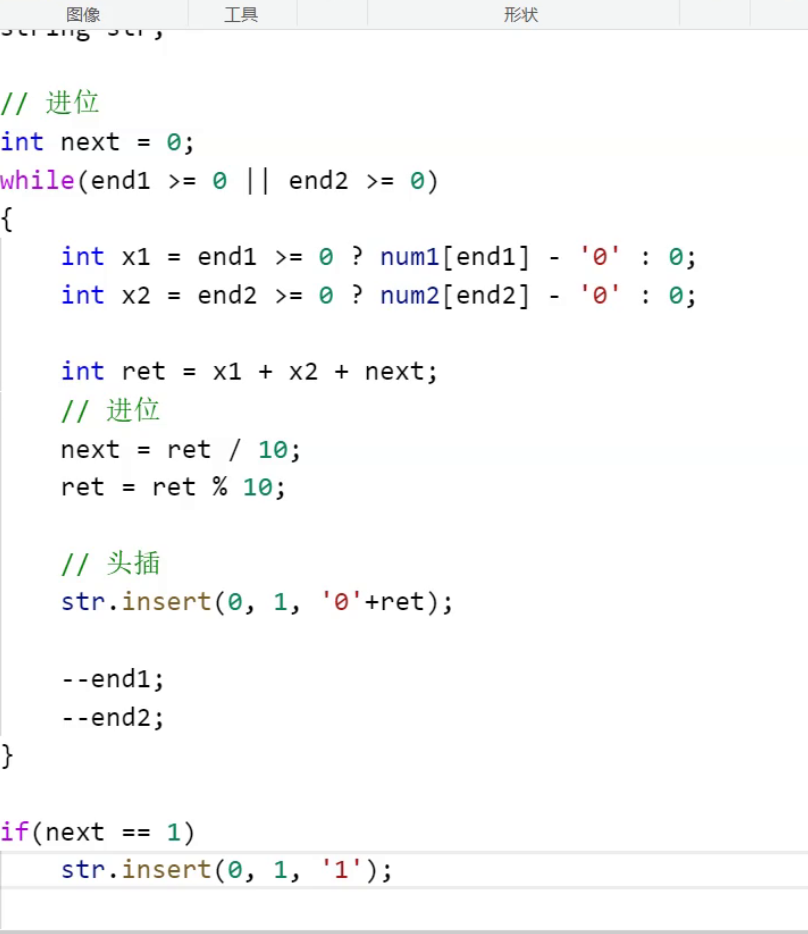 图像 工具 形状
string str;
// 进位
int next = 0;
while(end1 >= 0 || end2 >= 0)
{
int x1 = end1 >= 0 ? num1[end1] - '0' : 0;
int x2 = end2 >= 0 ? num2[end2] - '0' : 0;
int ret = x1 + x2 + next;
// 进位
next = ret / 10;
ret = ret % 10;
// 头插
str.insert(0, 1, '0'+ret);
--end1;
--end2;
}
if(next == 1)
str.insert(0, 1, '1');